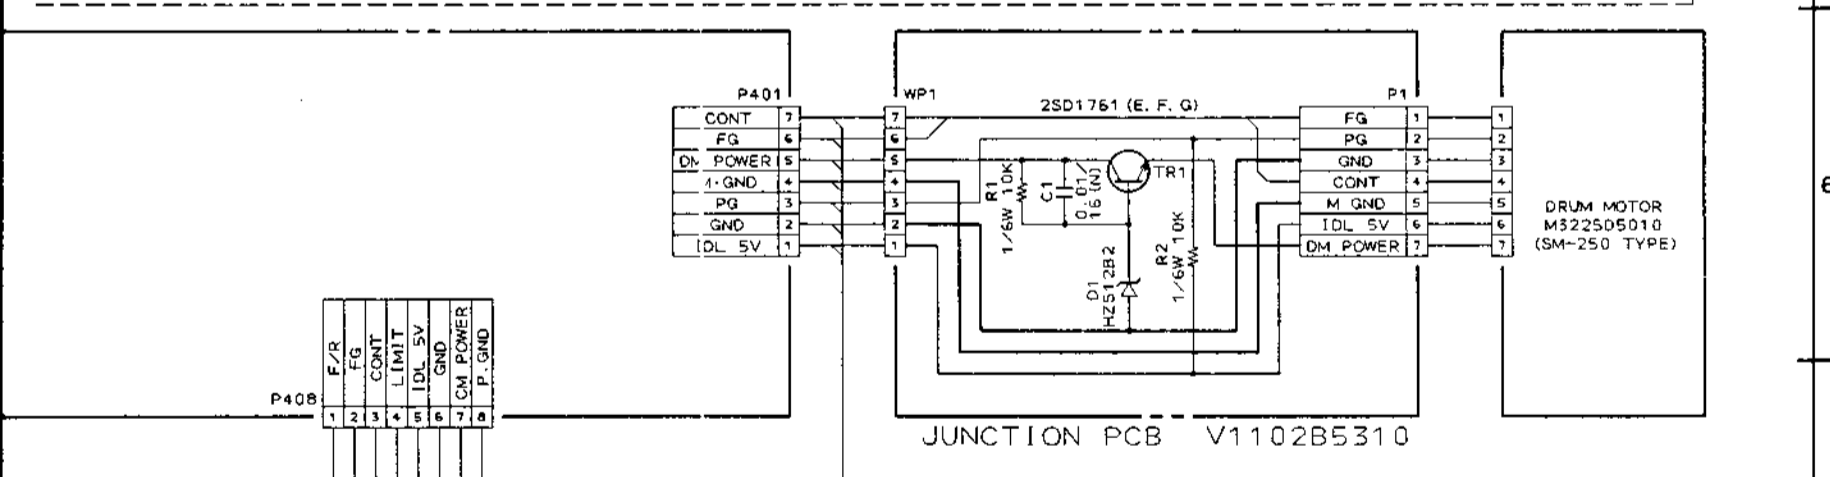 P401
CONT 7
FG 6
DM POWER 5
M·GND 4
PG 3
GND 2
IDL 5V 1
WP1
7
6
5
4
3
2
1
2SD1761 (E. F. G)
TR1
R1
1/6W 10K
C1
0.01/
16 (N)
D1
HZS12B2
R2
1/6W 10K
P1
FG 1
PG 2
GND 3
CONT 4
M GND 5
IDL 5V 6
DM POWER 7
1
2
3
4
5
6
7
DRUM MOTOR
M322505010
(SM-250 TYPE)
JUNCTION PCB V1102B5310
P408
F/R 1
FG 2
CONT 3
LIMIT 4
IDL 5V 5
GND 6
CM POWER 7
P.GND 8